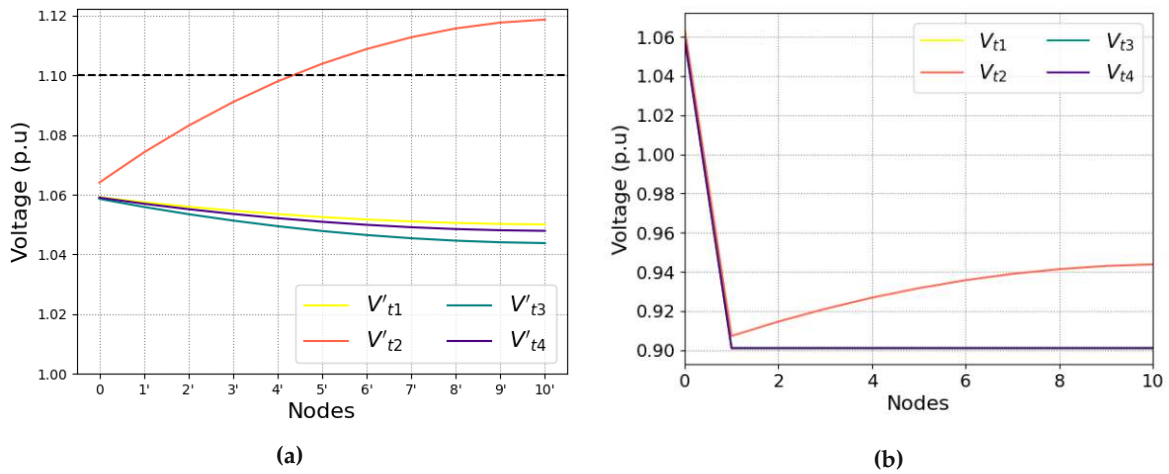 1.12
1.10
1.08
1.06
1.04
1.02
1.00
Voltage (p.u)
0 1' 2' 3' 4' 5' 6' 7' 8' 9' 10'
Nodes
V't1 V't3
V't2 V't4
(a)
1.06
1.04
1.02
1.00
0.98
0.96
0.94
0.92
0.90
Voltage (p.u)
0 2 4 6 8 10
Nodes
Vt1 Vt3
Vt2 Vt4
(b)